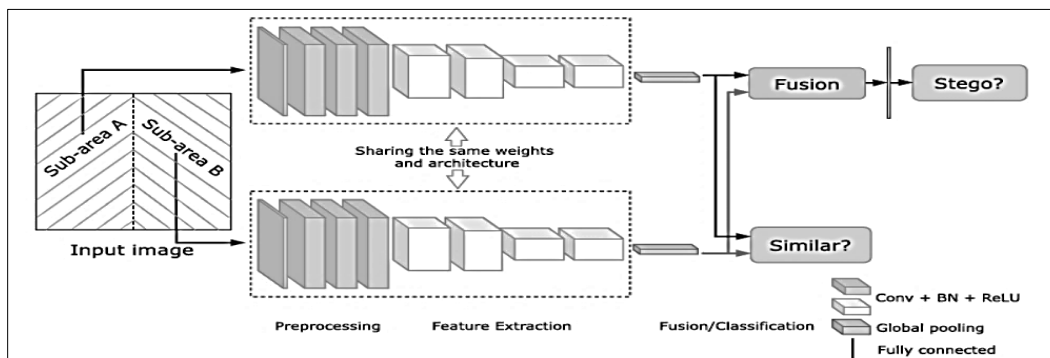 Sub-area A
Sub-area B
Input image
Sharing the same weights
and architecture
Fusion
Stego?
Similar?
Preprocessing
Feature Extraction
Fusion/Classification
Conv + BN + ReLU
Global pooling
Fully connected